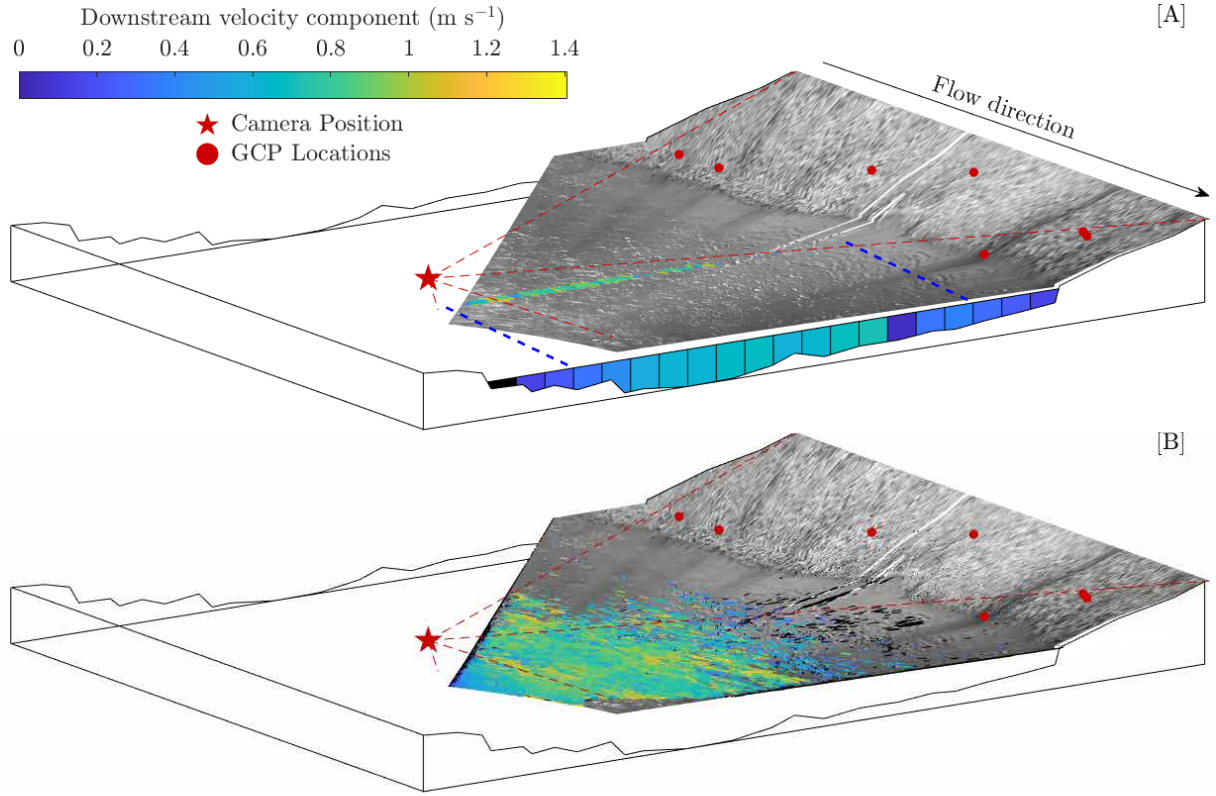 Downstream velocity component (m s⁻¹)
[A]
0 0.2 0.4 0.6 0.8 1 1.2 1.4
Flow direction
Camera Position
GCP Locations
[B]